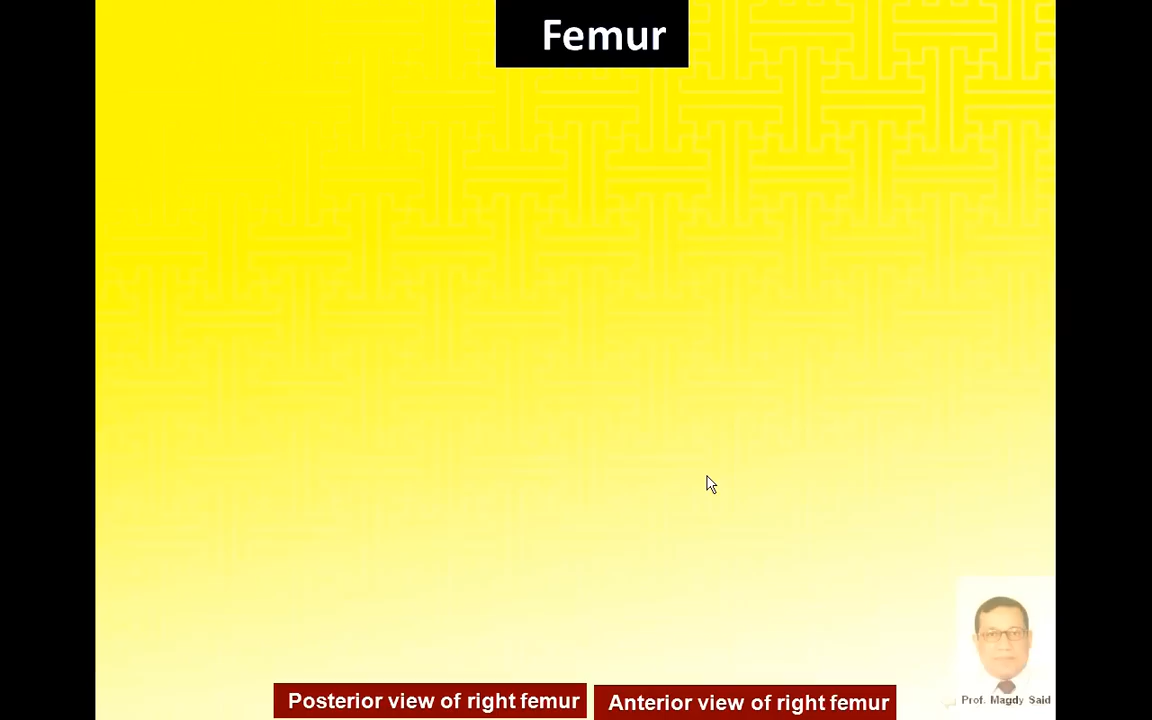 Femur
Posterior view of right femur
Anterior view of right femur
Prof. Magdy Said